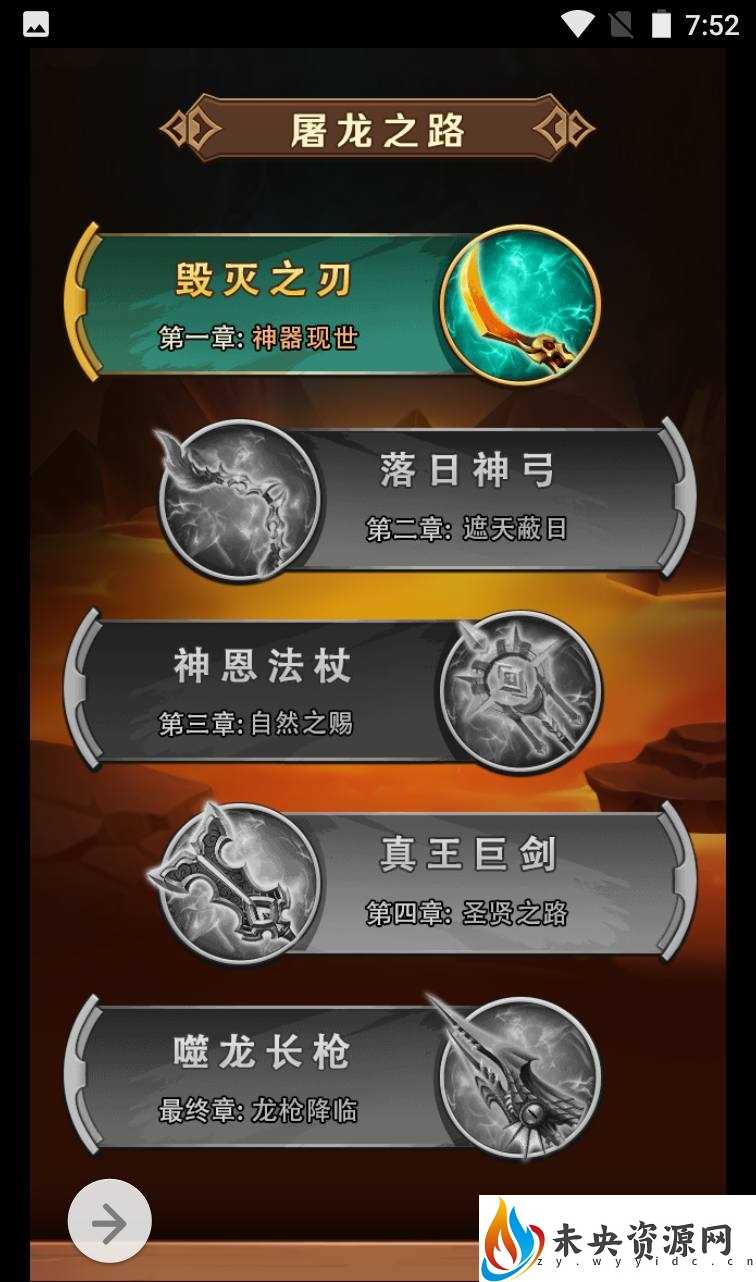 7:52
屠龙之路
毁灭之刃
第一章: 神器现世
落日神弓
第二章: 遮天蔽日
神恩法杖
第三章: 自然之赐
真王巨剑
第四章: 圣贤之路
噬龙长枪
最终章: 龙枪降临
未央资源网
zy.wyyidc.cn